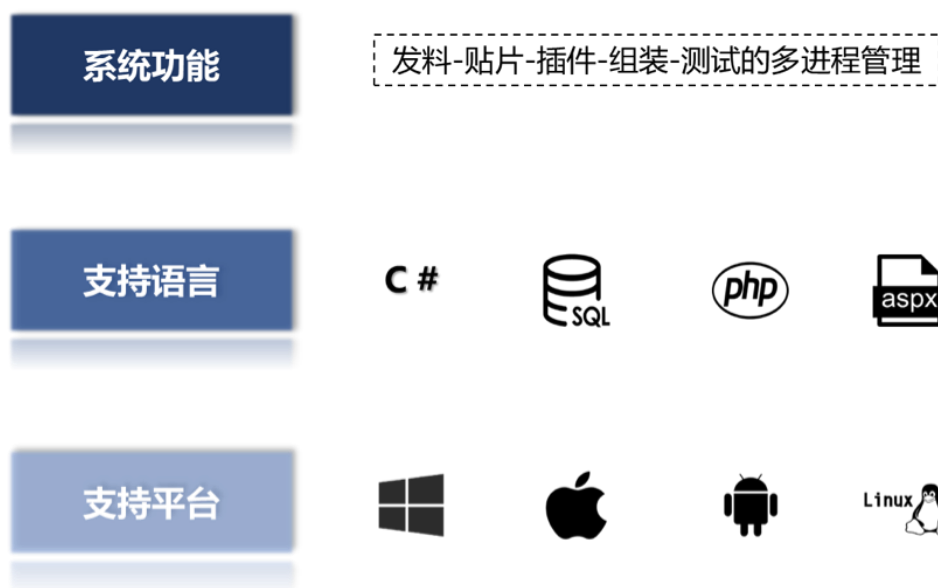 系统功能
发料-贴片-插件-组装-测试的多进程管理
支持语言
C #
SQL
php
aspx
支持平台
Linux